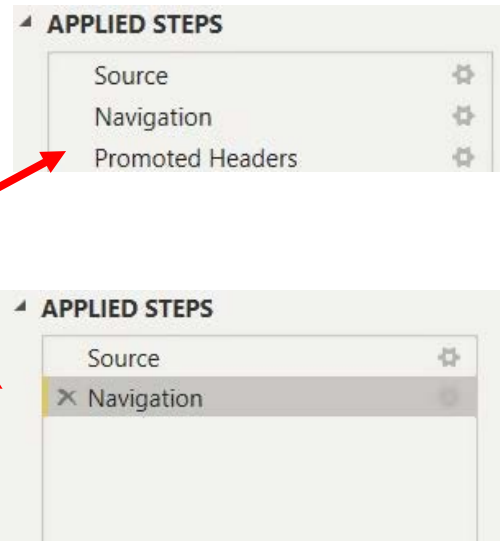 APPLIED STEPS
Source
Navigation
Promoted Headers
APPLIED STEPS
Source
Navigation